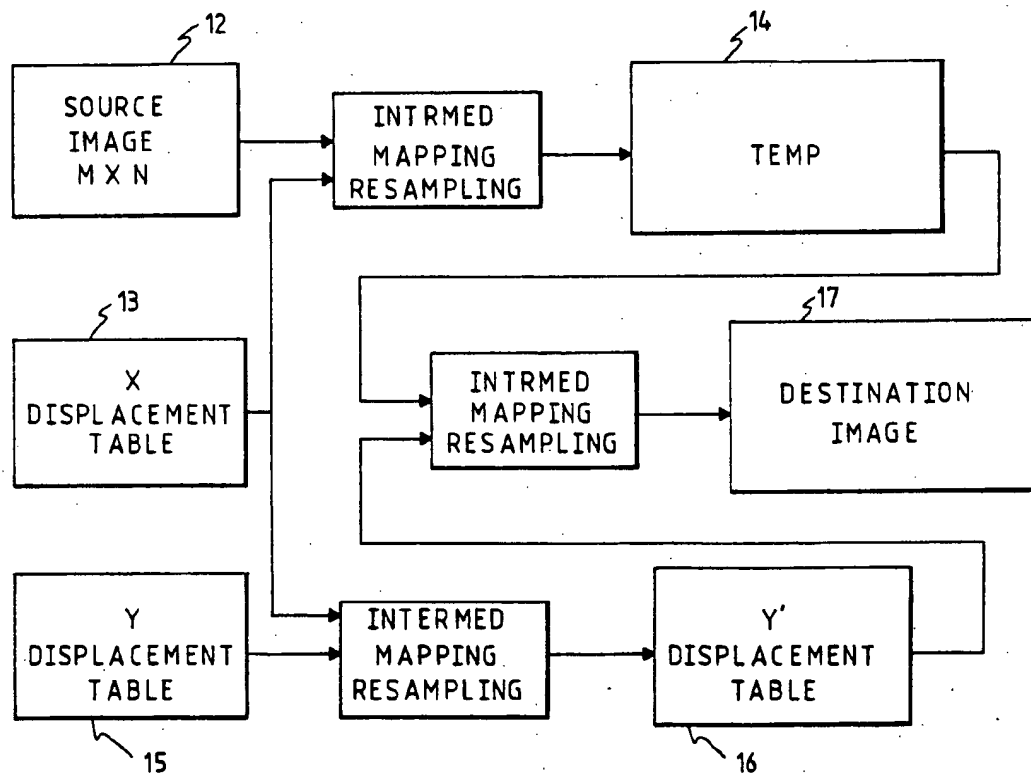 12
SOURCE
IMAGE
M X N
INTRMED
MAPPING
RESAMPLING
14
TEMP
13
X
DISPLACEMENT
TABLE
INTRMED
MAPPING
RESAMPLING
17
DESTINATION
IMAGE
Y
DISPLACEMENT
TABLE
15
INTERMED
MAPPING
RESAMPLING
Y'
DISPLACEMENT
TABLE
16